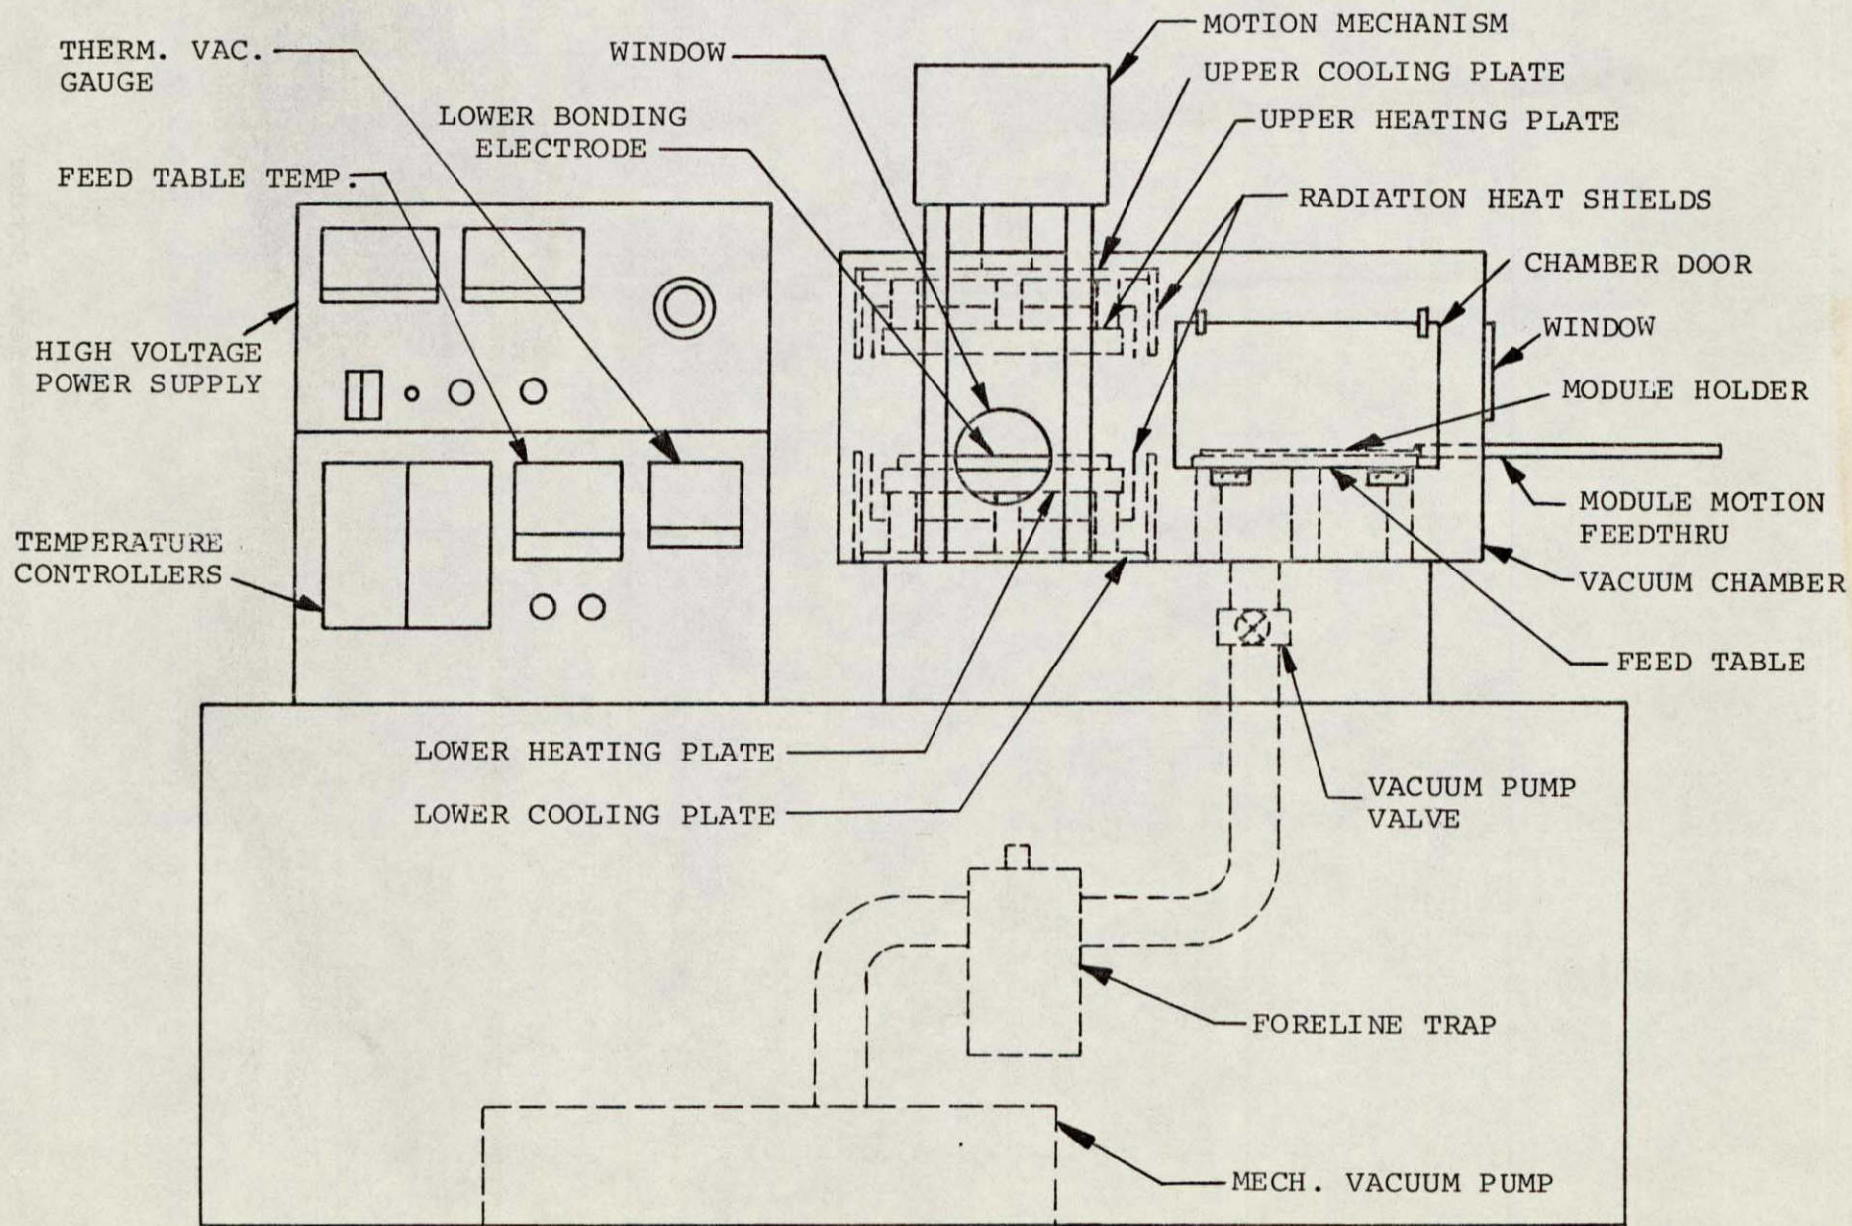 THERM. VAC.
GAUGE
WINDOW
MOTION MECHANISM
UPPER COOLING PLATE
LOWER BONDING
ELECTRODE
UPPER HEATING PLATE
FEED TABLE TEMP.
RADIATION HEAT SHIELDS
CHAMBER DOOR
HIGH VOLTAGE
POWER SUPPLY
WINDOW
MODULE HOLDER
MODULE MOTION
FEEDTHRU
TEMPERATURE
CONTROLLERS
VACUUM CHAMBER
FEED TABLE
LOWER HEATING PLATE
LOWER COOLING PLATE
VACUUM PUMP
VALVE
FORELINE TRAP
MECH. VACUUM PUMP